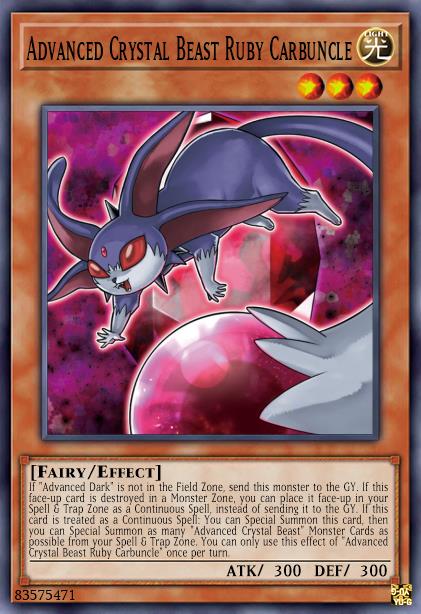 ADVANCED CRYSTAL BEAST RUBY CARBUNCLE
LIGHT
光
[FAIRY/EFFECT]
If "Advanced Dark" is not in the Field Zone, send this monster to the GY. If this
face-up card is destroyed in a Monster Zone, you can place it face-up in your
Spell & Trap Zone as a Continuous Spell, instead of sending it to the GY. If this
card is treated as a Continuous Spell: You can Special Summon this card, then
you can Special Summon as many "Advanced Crystal Beast" Monster Cards as
possible from your Spell & Trap Zone. You can only use this effect of "Advanced
Crystal Beast Ruby Carbuncle" once per turn.
ATK/ 300 DEF/ 300
83575471